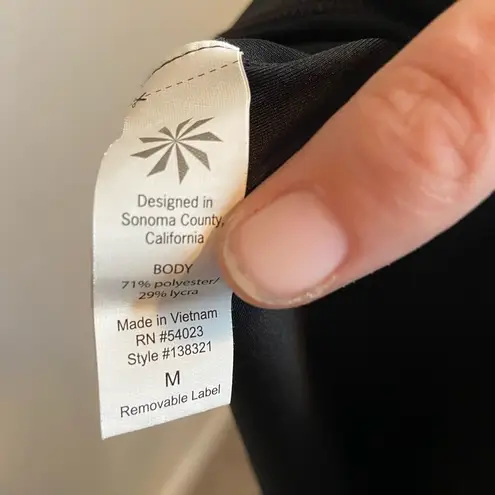 Designed in
Sonoma County,
California
BODY
71% polyester/
29% lycra
Made in Vietnam
RN #54023
Style #138321
M
Removable Label